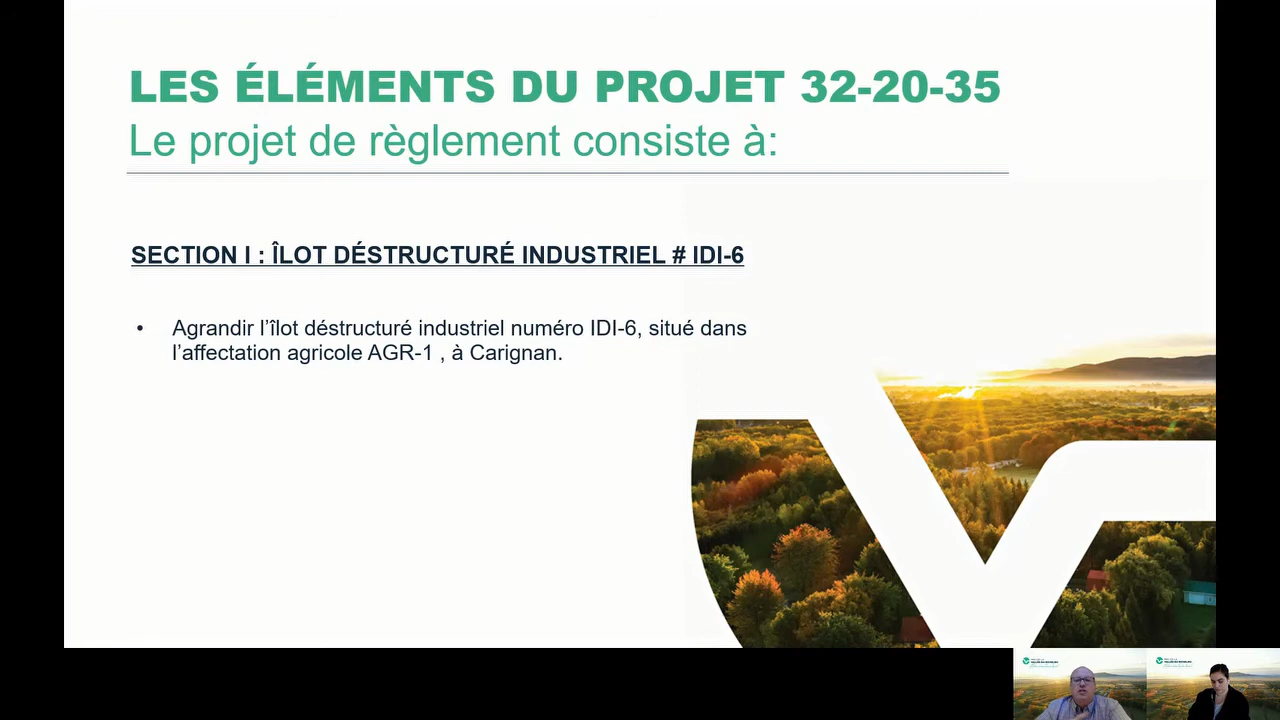 LES ÉLÉMENTS DU PROJET 32-20-35
Le projet de règlement consiste à:
SECTION I : ÎLOT DÉSTRUCTURÉ INDUSTRIEL # IDI-6
• Agrandir l’îlot déstructuré industriel numéro IDI-6, situé dans
l’affectation agricole AGR-1 , à Carignan.